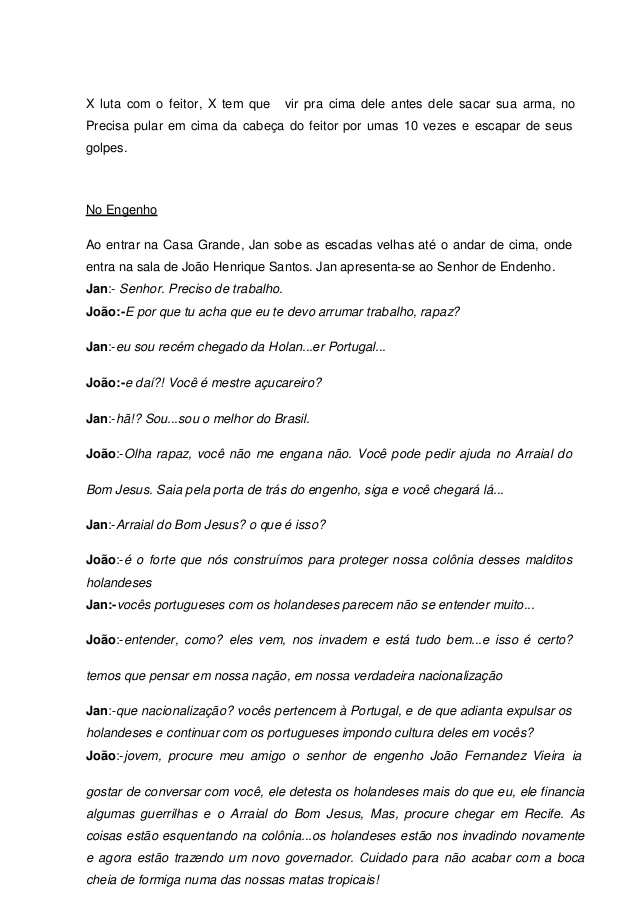 X luta com o feitor, X tem que vir pra cima dele antes dele sacar sua arma, no
Precisa pular em cima da cabeça do feitor por umas 10 vezes e escapar de seus
golpes.
No Engenho
Ao entrar na Casa Grande, Jan sobe as escadas velhas até o andar de cima, onde
entra na sala de João Henrique Santos. Jan apresenta-se ao Senhor de Endenho.
Jan:- Senhor. Preciso de trabalho.
João:-E por que tu acha que eu te devo arrumar trabalho, rapaz?
Jan:-eu sou recém chegado da Holan...er Portugal...
João:-e daí?! Você é mestre açucareiro?
Jan:-hã!? Sou...sou o melhor do Brasil.
João:-Olha rapaz, você não me engana não. Você pode pedir ajuda no Arraial do
Bom Jesus. Saia pela porta de trás do engenho, siga e você chegará lá...
Jan:-Arraial do Bom Jesus? o que é isso?
João:-é o forte que nós construímos para proteger nossa colônia desses malditos
holandeses
Jan:-vocês portugueses com os holandeses parecem não se entender muito...
João:-entender, como? eles vem, nos invadem e está tudo bem...e isso é certo?
temos que pensar em nossa nação, em nossa verdadeira nacionalização
Jan:-que nacionalização? vocês pertencem à Portugal, e de que adianta expulsar os
holandeses e continuar com os portugueses impondo cultura deles em vocês?
João:-jovem, procure meu amigo o senhor de engenho João Fernandez Vieira ia
gostar de conversar com você, ele detesta os holandeses mais do que eu, ele financia
algumas guerrilhas e o Arraial do Bom Jesus, Mas, procure chegar em Recife. As
coisas estão esquentando na colônia...os holandeses estão nos invadindo novamente
e agora estão trazendo um novo governador. Cuidado para não acabar com a boca
cheia de formiga numa das nossas matas tropicais!